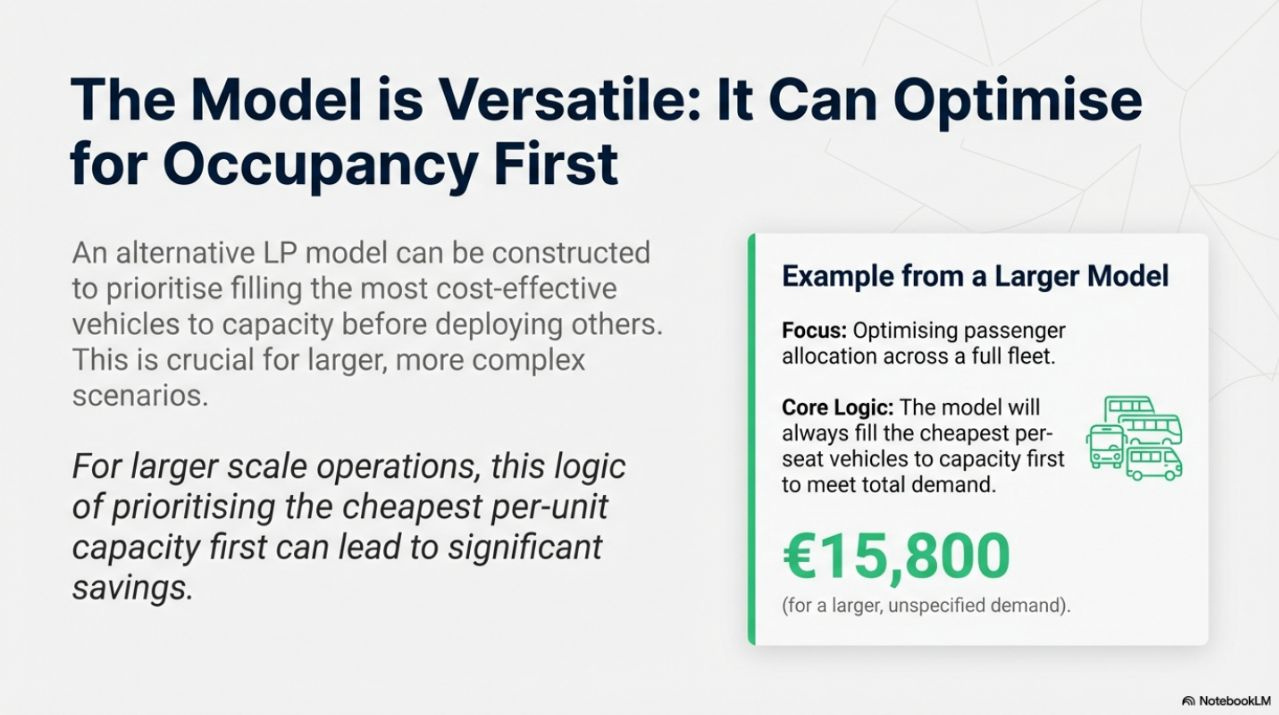 The Model is Versatile: It Can Optimise
for Occupancy First
An alternative LP model can be constructed
to prioritise filling the most cost-effective
vehicles to capacity before deploying others.
This is crucial for larger, more complex
scenarios.
For larger scale operations, this logic
of prioritising the cheapest per-unit
capacity first can lead to significant
savings.
Example from a Larger Model
Focus: Optimising passenger
allocation across a full fleet.
Core Logic: The model will
always fill the cheapest per-
seat vehicles to capacity first
to meet total demand.
€15,800
(for a larger, unspecified demand).
NotebookLM